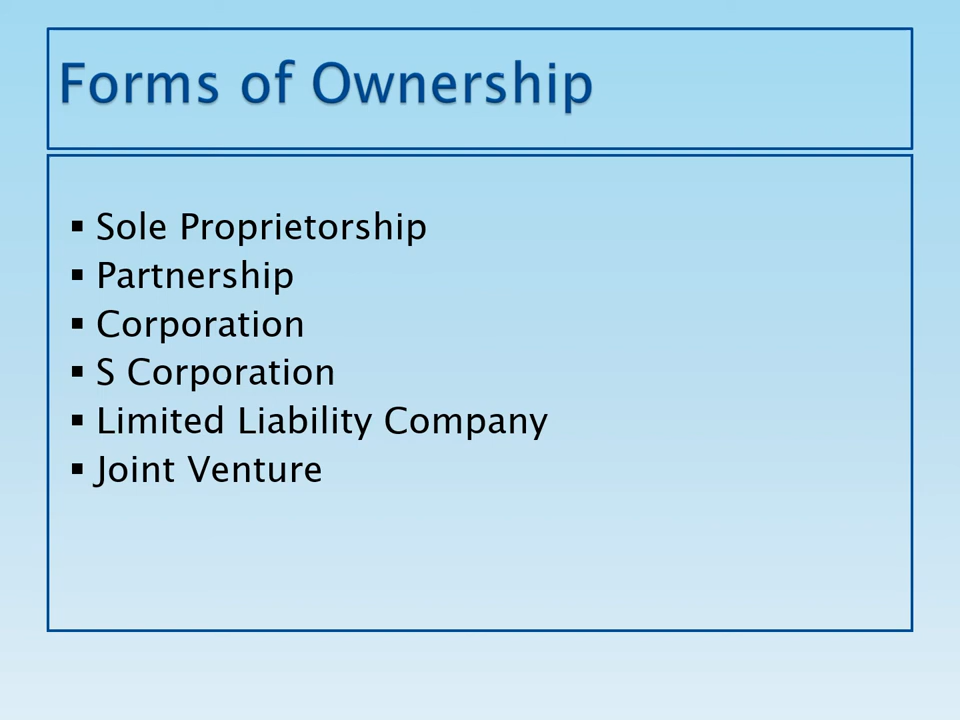 Forms of Ownership
▪ Sole Proprietorship
▪ Partnership
▪ Corporation
▪ S Corporation
▪ Limited Liability Company
▪ Joint Venture